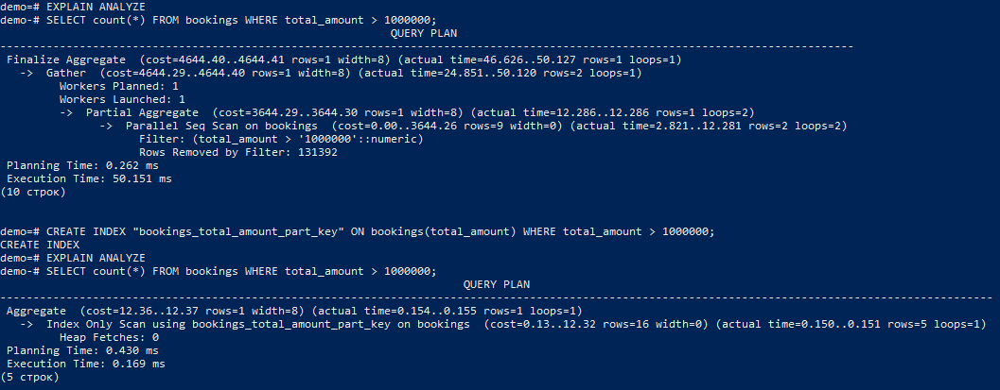 demo=# EXPLAIN ANALYZE
demo-# SELECT count(*) FROM bookings WHERE total_amount > 1000000;
QUERY PLAN
--------------------------------------------------------------------------------------------------------------------------------
Finalize Aggregate  (cost=4644.40..4644.41 rows=1 width=8) (actual time=46.626..50.127 rows=1 loops=1)
->  Gather  (cost=4644.29..4644.40 rows=1 width=8) (actual time=24.851..50.120 rows=2 loops=1)
Workers Planned: 1
Workers Launched: 1
->  Partial Aggregate  (cost=3644.29..3644.30 rows=1 width=8) (actual time=12.286..12.286 rows=1 loops=2)
->  Parallel Seq Scan on bookings  (cost=0.00..3644.26 rows=9 width=0) (actual time=2.821..12.281 rows=2 loops=2)
Filter: (total_amount > '1000000'::numeric)
Rows Removed by Filter: 131392
Planning Time: 0.262 ms
Execution Time: 50.151 ms
(10 строк)
demo=# CREATE INDEX "bookings_total_amount_part_key" ON bookings(total_amount) WHERE total_amount > 1000000;
CREATE INDEX
demo=# EXPLAIN ANALYZE
demo-# SELECT count(*) FROM bookings WHERE total_amount > 1000000;
QUERY PLAN
-----------------------------------------------------------------------------------------------------------------------------------------------------
Aggregate  (cost=12.36..12.37 rows=1 width=8) (actual time=0.154..0.155 rows=1 loops=1)
->  Index Only Scan using bookings_total_amount_part_key on bookings  (cost=0.13..12.32 rows=16 width=0) (actual time=0.150..0.151 rows=5 loops=1)
Heap Fetches: 0
Planning Time: 0.430 ms
Execution Time: 0.169 ms
(5 строк)